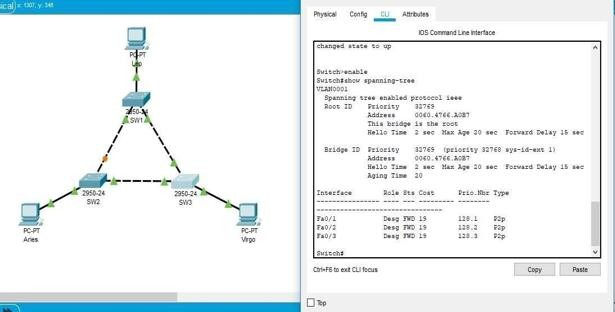 sical
x: 1307, y: 346
PC-PT
Leo
2950-24
SW1
2950-24
SW2
2950-24
SW3
PC-PT
Aries
PC-PT
Virgo
Physical Config CLI Attributes
IOS Command Line Interface
changed state to up
Switch>enable
Switch#show spanning-tree
VLAN0001
Spanning tree enabled protocol ieee
Root ID Priority 32769
Address 0060.4766.A0B7
This bridge is the root
Hello Time 2 sec Max Age 20 sec Forward Delay 15 sec
Bridge ID Priority 32769 (priority 32768 sys-id-ext 1)
Address 0060.4766.A0B7
Hello Time 2 sec Max Age 20 sec Forward Delay 15 sec
Aging Time 20
Interface Role Sts Cost Prio.Nbr Type
---------------- ---- --- --------- -------- --------------------------------
Fa0/1 Desg FWD 19 128.1 P2p
Fa0/2 Desg FWD 19 128.2 P2p
Fa0/3 Desg FWD 19 128.3 P2p
Switch#
Ctrl+F6 to exit CLI focus
Copy Paste
Top